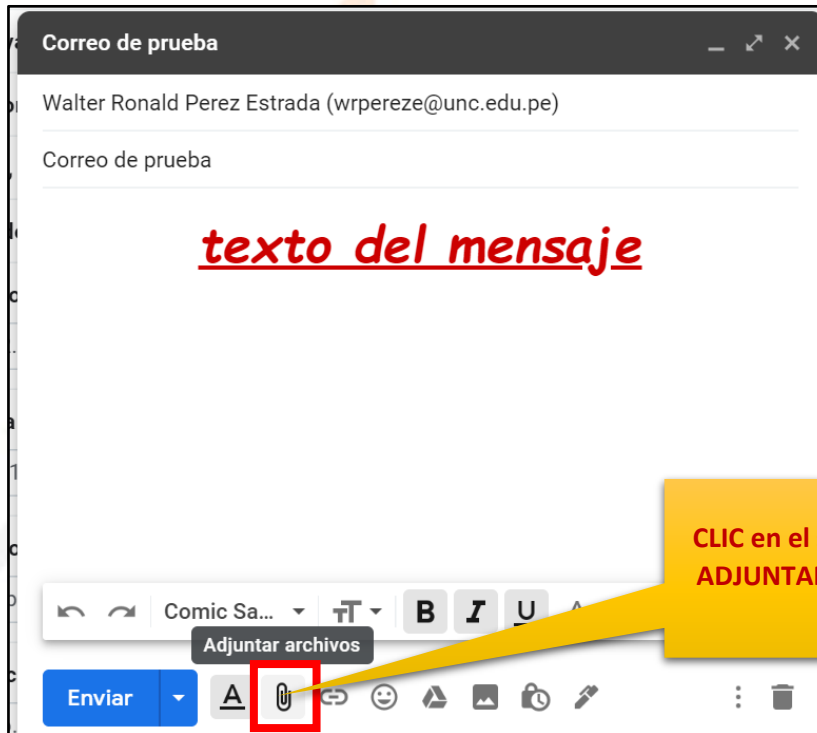 Correo de prueba
Walter Ronald Perez Estrada (wrpereze@unc.edu.pe)
Correo de prueba
texto del mensaje
CLIC en el
Comic Sa... B I U
Adjuntar archivos
Enviar A